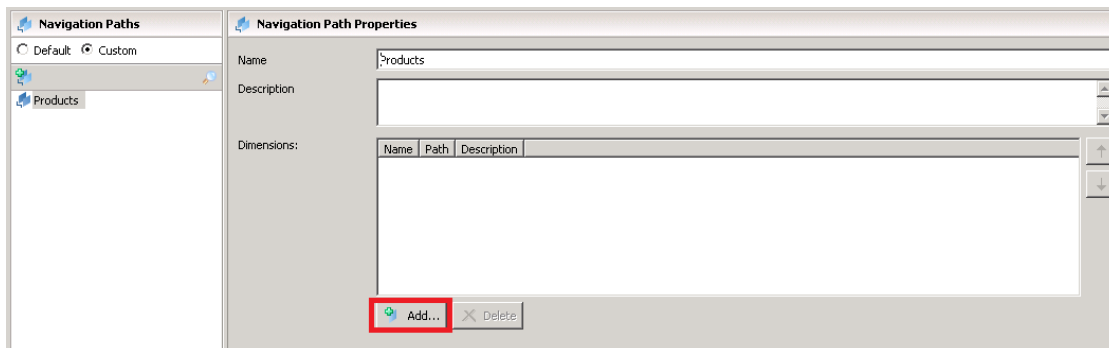 Navigation Paths
Default Custom
Products
Navigation Path Properties
Name Products
Description
Dimensions:
Name Path Description
Add... Delete